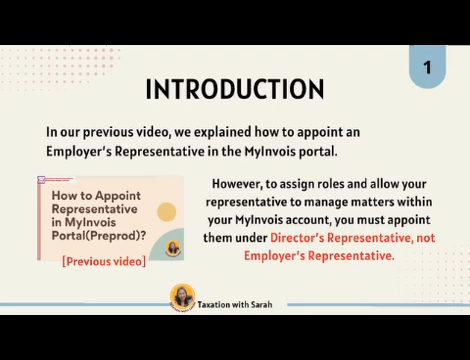 1
INTRODUCTION
In our previous video, we explained how to appoint an
Employer's Representative in the MyInvois portal.
How to Appoint
Representative
in MyInvois
Portal(Preprod)?
[Previous video]
However, to assign roles and allow your
representative to manage matters within
your MyInvois account, you must appoint
them under Director's Representative, not
Employer's Representative.
Taxation with Sarah